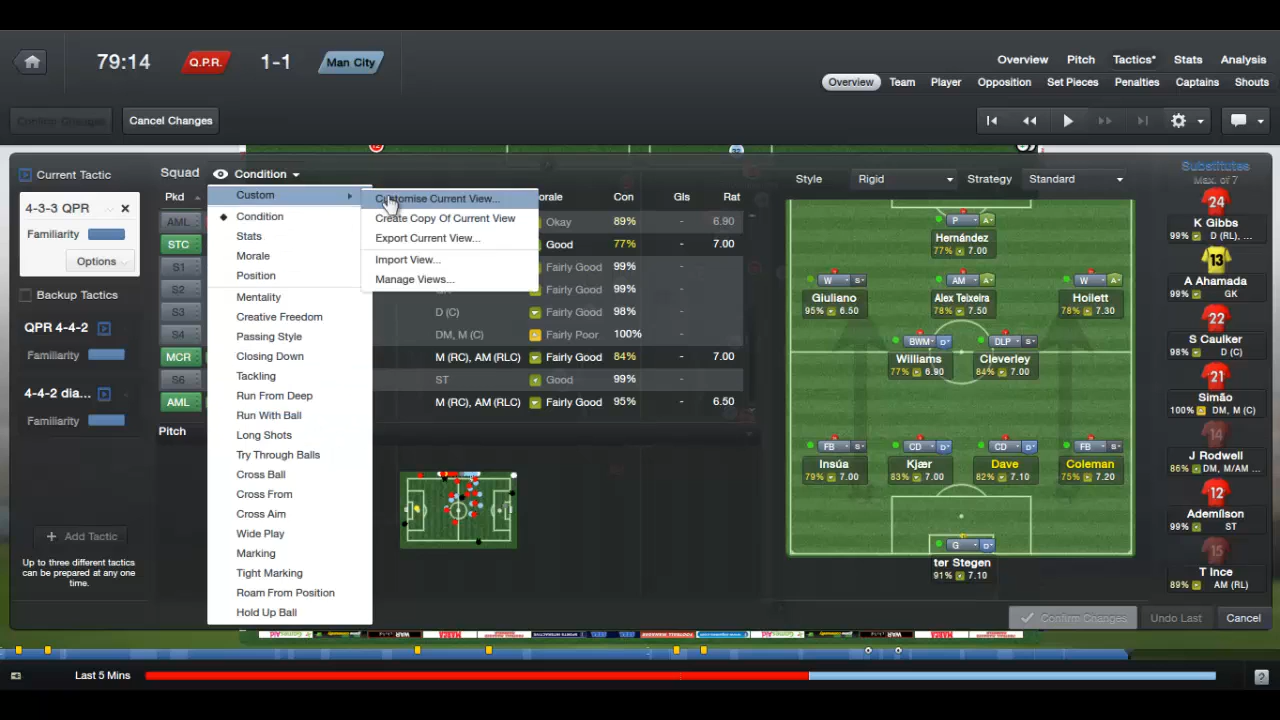 79:14
Q.P.R.
1-1
Man City
Overview
Pitch
Tactics*
Stats
Analysis
Overview
Team
Player
Opposition
Set Pieces
Penalties
Captains
Shouts
Confirm Changes
Cancel Changes
Current Tactic
4-3-3 QPR
Familiarity
Options
Backup Tactics
QPR 4-4-2
Familiarity
4-4-2 dia...
Familiarity
Add Tactic
Up to three different tactics
can be prepared at any one
time.
Squad
Condition
Pkd
AML
STC
S1
S2
S3
S4
MCR
S6
AML
Pitch
Custom
Condition
Stats
Morale
Position
Mentality
Creative Freedom
Passing Style
Closing Down
Tackling
Run From Deep
Run With Ball
Long Shots
Try Through Balls
Cross Ball
Cross From
Cross Aim
Wide Play
Marking
Tight Marking
Roam From Position
Hold Up Ball
Customise Current View...
Create Copy Of Current View
Export Current View...
Import View...
Manage Views...
Con Gls Rat
Okay 89% - 6.90
Good 77% - 7.00
Fairly Good 99% -
Fairly Good 99% -
D (C) Fairly Good 98% -
DM, M (C) Fairly Poor 100% -
M (RC), AM (RLC) Fairly Good 84% - 7.00
ST Good 99% -
M (RC), AM (RLC) Fairly Good 95% - 6.50
Style
Rigid
Strategy
Standard
P A
Hernández
77% 7.00
W S
Giuliano
95% 6.50
AM A
Alex Teixeira
78% 7.50
W A
Hoilett
78% 7.30
BWM D
Williams
77% 6.90
DLP S
Cleverley
84% 7.00
FB S
Insúa
79% 7.00
CD D
Kjær
83% 7.00
CD D
Dave
82% 7.10
FB S
Coleman
75% 7.20
G D
ter Stegen
91% 7.10
Substitutes
Max. of 7
24
K Gibbs
99% D (RL), ...
13
A Ahamada
99% GK
22
S Caulker
98% D (C)
21
Simão
100% DM, M (C)
14
J Rodwell
86% DM, M/AM ...
12
Ademílson
99% ST
15
T Ince
89% AM (RL)
Confirm Changes
Undo Last
Cancel
Last 5 Mins
?